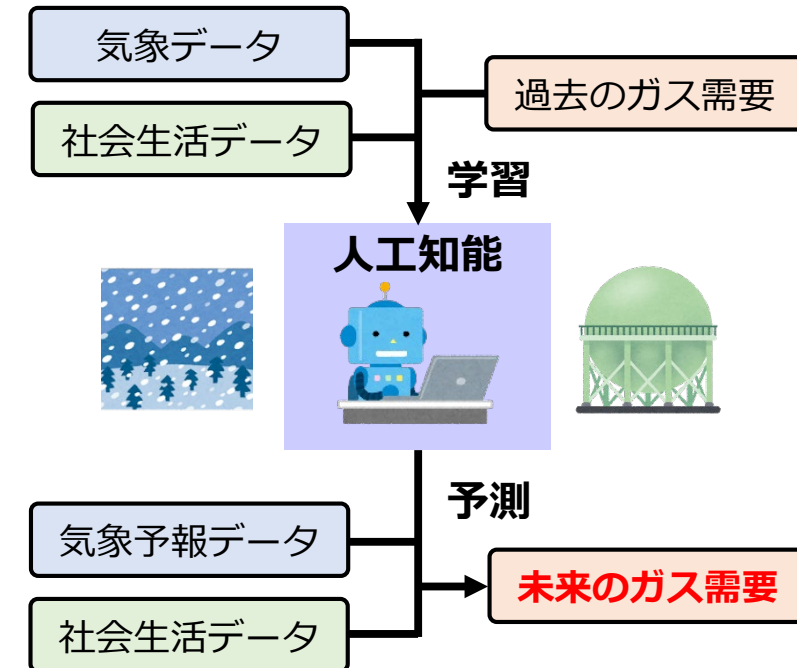 気象データ
過去のガス需要
社会生活データ
学習
人工知能
予測
気象予報データ
未来のガス需要
社会生活データ